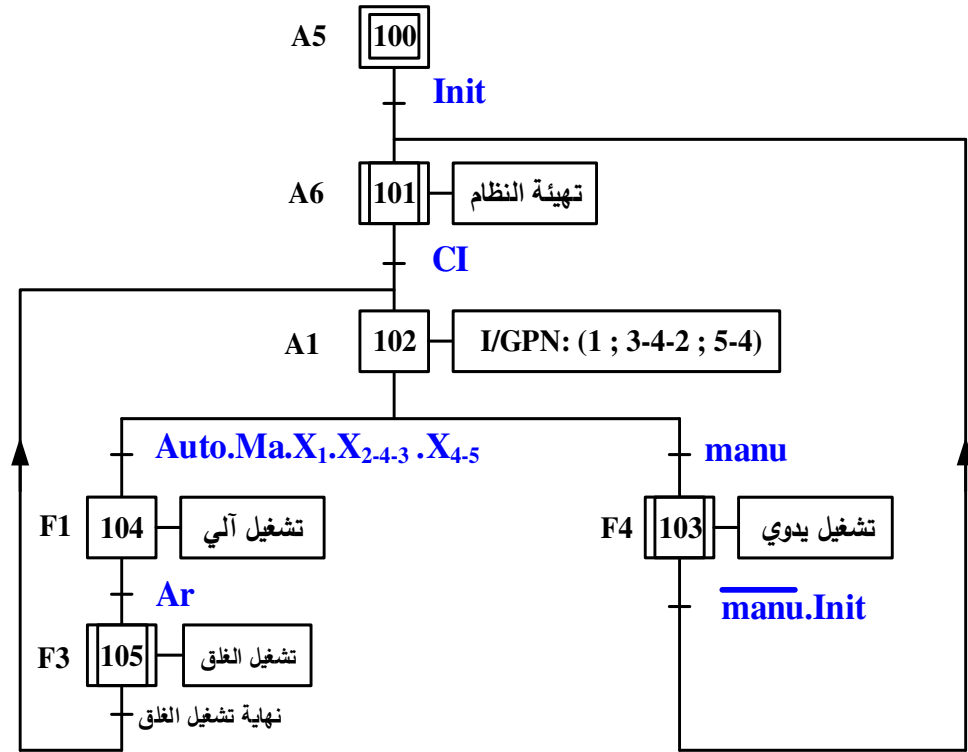 A5 100
Init
A6 101 تهيئة النظام
CI
A1 102 I/GPN: (1 ; 3-4-2 ; 5-4)
Auto.Ma.X₁.X₂₋₄₋₃ .X₄₋₅ manu
F1 104 تشغيل آلي F4 103 تشغيل يدوي
Ar m̅a̅n̅u̅.Init
F3 105 تشغيل الغلق
نهاية تشغيل الغلق